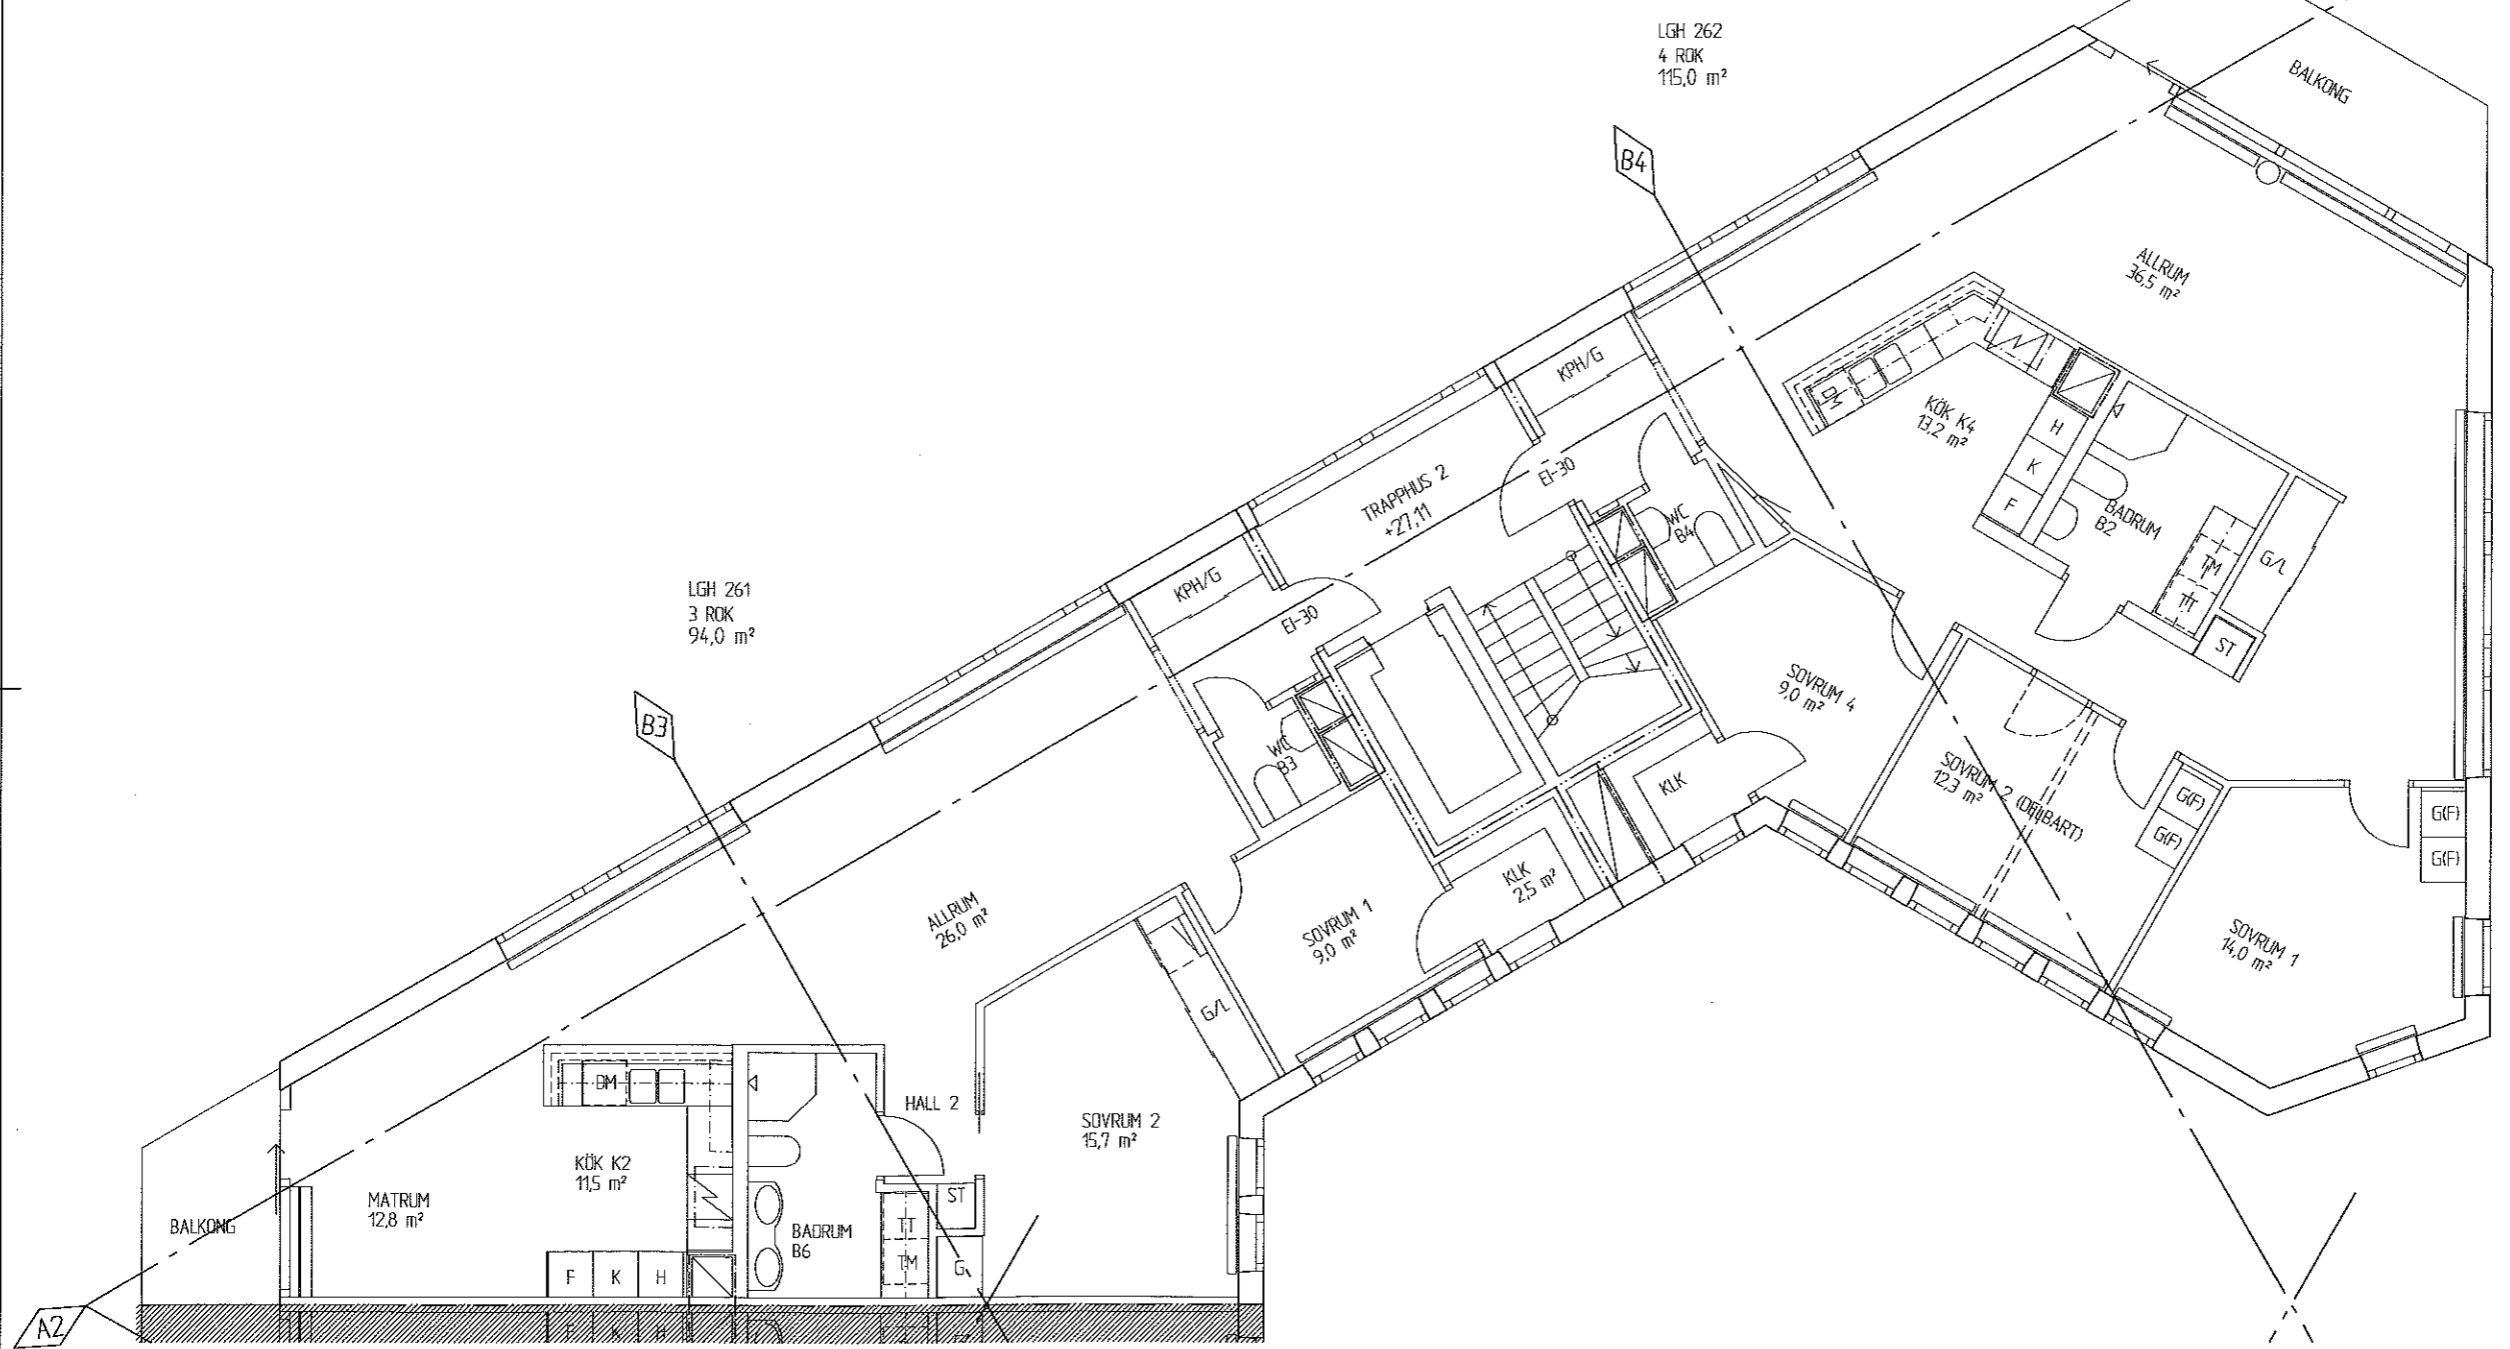 LGH 262
4 ROK
115,0 m²
BALKONG
B4
ALLRUM
36,5 m²
KPH/G
DM
KÖK K4
13,2 m²
H
K
F
TRAPPHUS 2
+27,11
EI-30
WC
B4
BADRUM
B2
TM
TT
G/L
ST
LGH 261
3 ROK
94,0 m²
KPH/G
EI-30
B3
WC
B3
SOVRUM 4
9,0 m²
KLK
SOVRUM 2 (DELBART)
12,3 m²
G(F)
G(F)
G(F)
G(F)
SOVRUM 1
14,0 m²
KLK
2,5 m²
SOVRUM 1
9,0 m²
ALLRUM
26,0 m²
G/L
DM
HALL 2
SOVRUM 2
15,7 m²
KÖK K2
11,5 m²
MATRUM
12,8 m²
BALKONG
BADRUM
B6
ST
TT
TM
G
F K H
A2
F K H